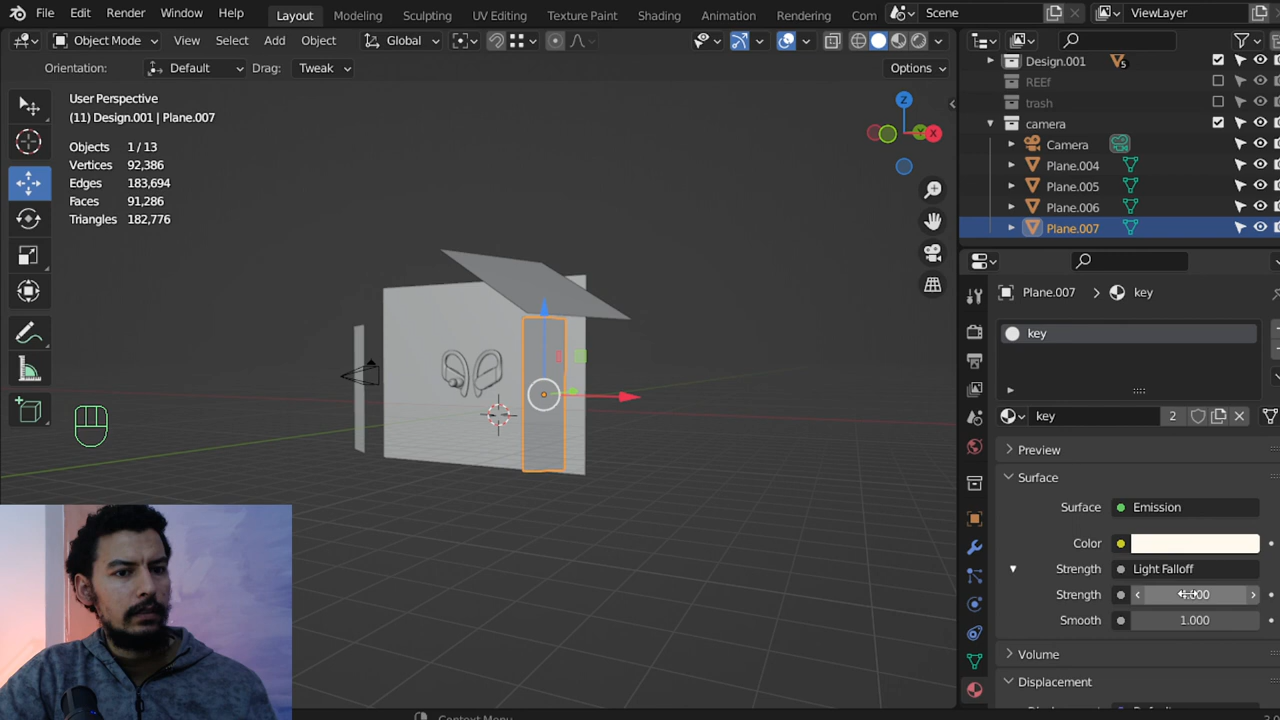 File Edit Render Window Help Layout Modeling Sculpting UV Editing Texture Paint Shading Animation Rendering Com Scene ViewLayer
Object Mode View Select Add Object Global
Orientation: Default Drag: Tweak Options
User Perspective
(11) Design.001 | Plane.007
Objects 1 / 13
Vertices 92,386
Edges 183,694
Faces 91,286
Triangles 182,776
Z
Y
X
Design.001 5
REEf
trash
camera
Camera
Plane.004
Plane.005
Plane.006
Plane.007
Plane.007 > key
key
key 2
Preview
Surface
Surface Emission
Color
Strength Light Falloff
Strength
Smooth 1.000
Volume
Displacement
Context Menu